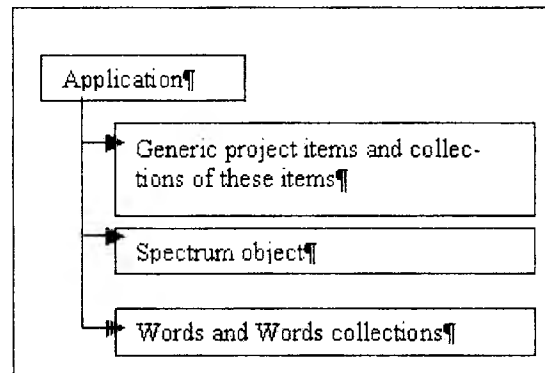 Application¶
Generic project items and collec-
tions of these items¶
Spectrum object¶
Words and Words collections¶